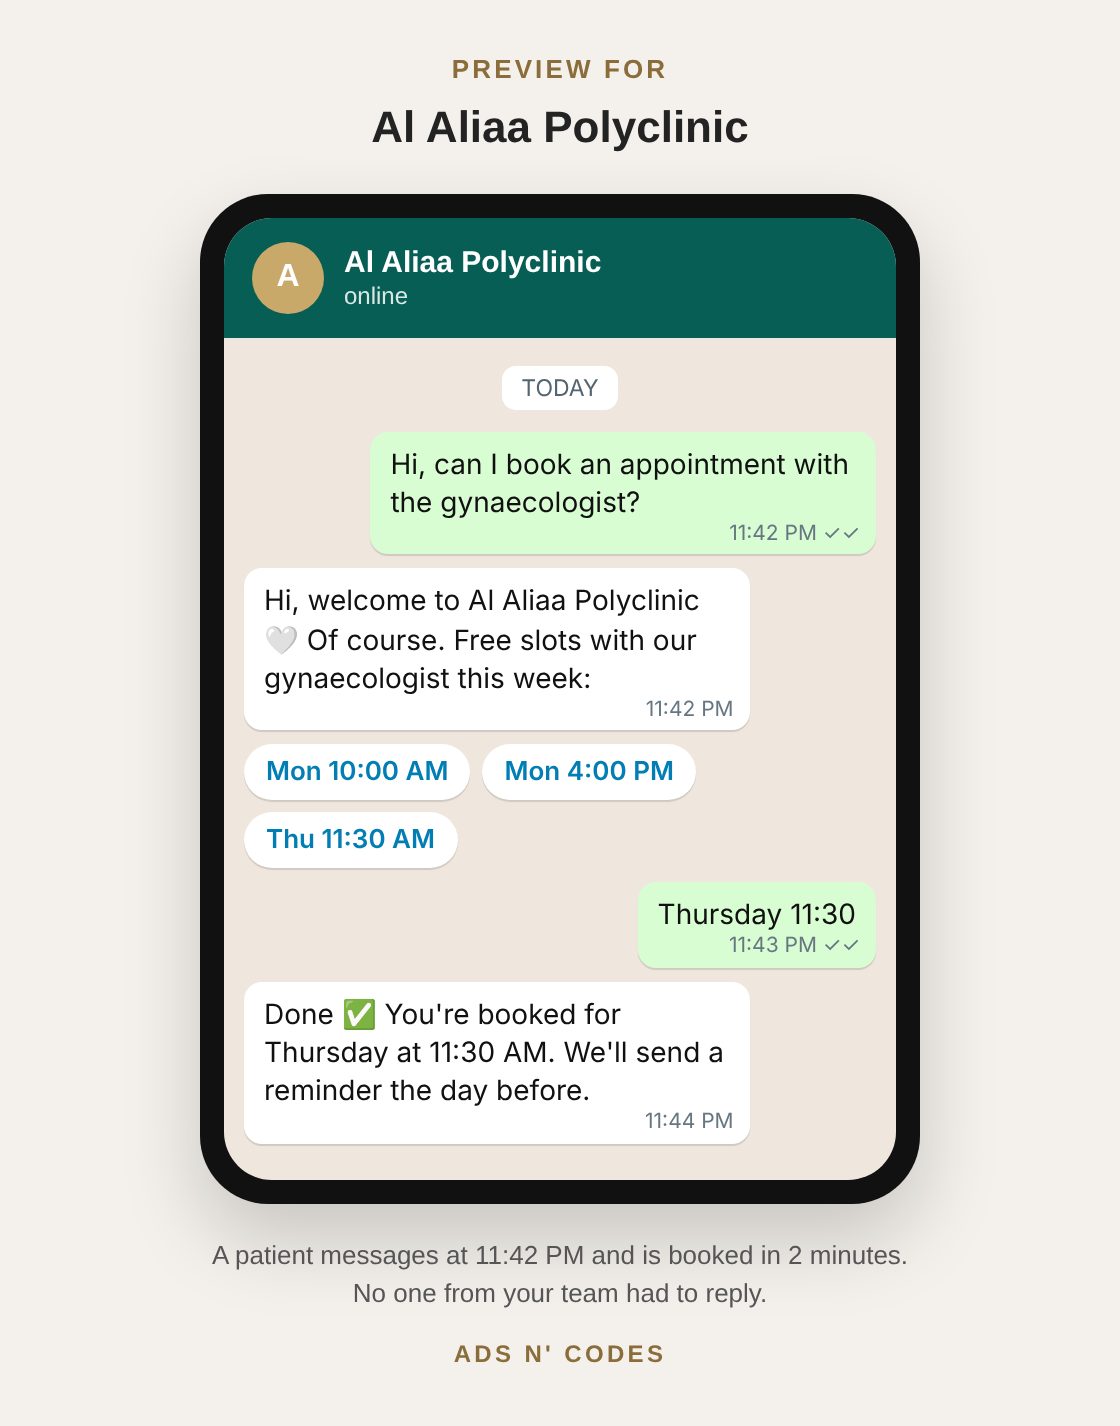 PREVIEW FOR
Al Aliaa Polyclinic
A
Al Aliaa Polyclinic
online
TODAY
Hi, can I book an appointment with
the gynaecologist?
11:42 PM ✓✓
Hi, welcome to Al Aliaa Polyclinic
🤍 Of course. Free slots with our
gynaecologist this week:
11:42 PM
Mon 10:00 AM
Mon 4:00 PM
Thu 11:30 AM
Thursday 11:30
11:43 PM ✓✓
Done ✅ You're booked for
Thursday at 11:30 AM. We'll send a
reminder the day before.
11:44 PM
A patient messages at 11:42 PM and is booked in 2 minutes.
No one from your team had to reply.
ADS N' CODES